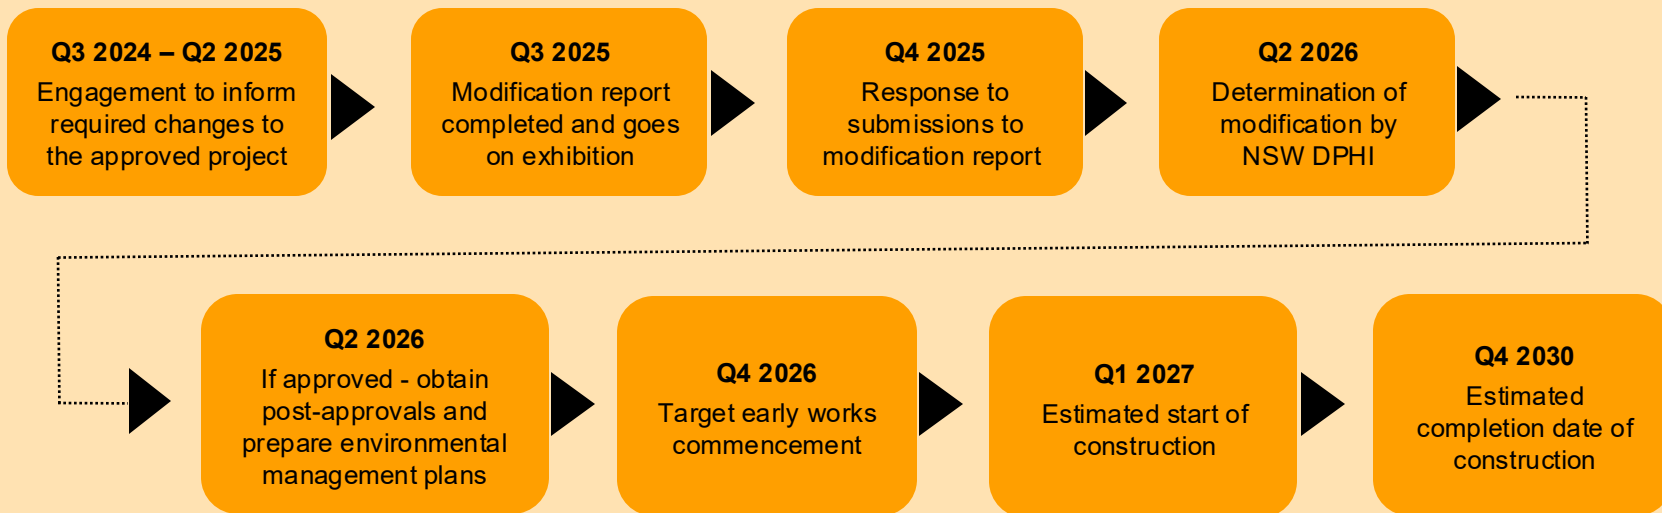 Q3 2024 – Q2 2025
Engagement to inform
required changes to
the approved project
Q3 2025
Modification report
completed and goes
on exhibition
Q4 2025
Response to
submissions to
modification report
Q2 2026
Determination of
modification by
NSW DPHI
Q2 2026
If approved - obtain
post-approvals and
prepare environmental
management plans
Q4 2026
Target early works
commencement
Q1 2027
Estimated start of
construction
Q4 2030
Estimated
completion date of
construction